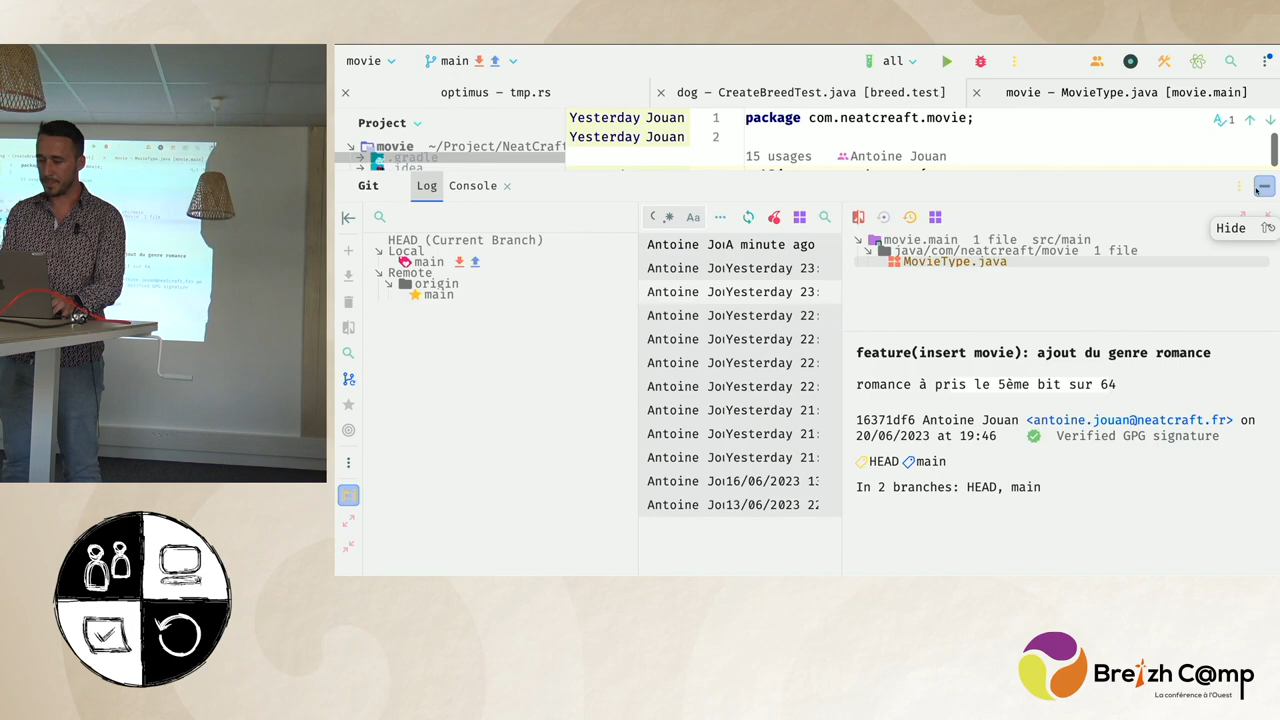 movie
main
all
optimus – tmp.rs
dog – CreateBreedTest.java [breed.test]
movie – MovieType.java [movie.main]
Project
movie ~/Project/NeatCraft
.gradle
.idea
Yesterday Jouan
Yesterday Jouan
1
2
package com.neatcraft.movie;
15 usages
Antoine Jouan
1
Git
Log
Console
Hide
HEAD (Current Branch)
Local
main
Remote
origin
main
Aa
Antoine Jou A minute ago
Antoine Jou Yesterday 23:
Antoine Jou Yesterday 23:
Antoine Jou Yesterday 22:
Antoine Jou Yesterday 22:
Antoine Jou Yesterday 22:
Antoine Jou Yesterday 22:
Antoine Jou Yesterday 21:
Antoine Jou Yesterday 21:
Antoine Jou Yesterday 21:
Antoine Jou 16/06/2023 13
Antoine Jou 13/06/2023 22
movie.main 1 file src/main
java/com/neatcraft/movie 1 file
MovieType.java
feature(insert movie): ajout du genre romance
romance à pris le 5ème bit sur 64
16371df6 Antoine Jouan <antoine.jouan@neatcraft.fr> on
20/06/2023 at 19:46 Verified GPG signature
HEAD main
In 2 branches: HEAD, main
Breizh C@mp
La conférence à l'Ouest